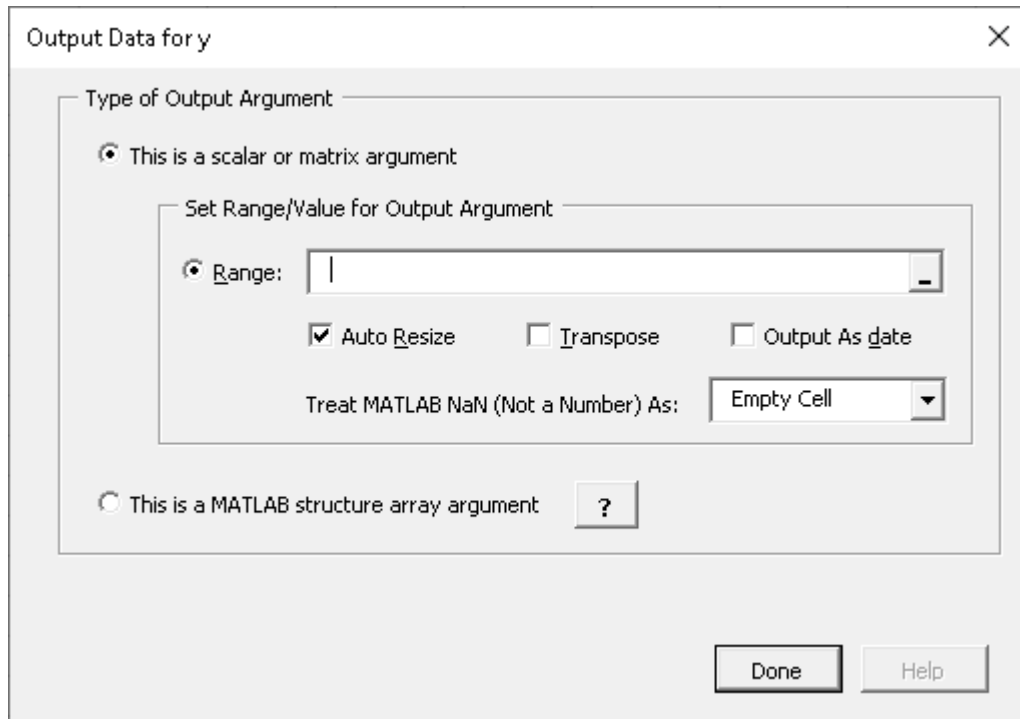 Output Data for y
Type of Output Argument
This is a scalar or matrix argument
Set Range/Value for Output Argument
Range:
Auto Resize Transpose Output As date
Treat MATLAB NaN (Not a Number) As: Empty Cell
This is a MATLAB structure array argument ?
Done Help